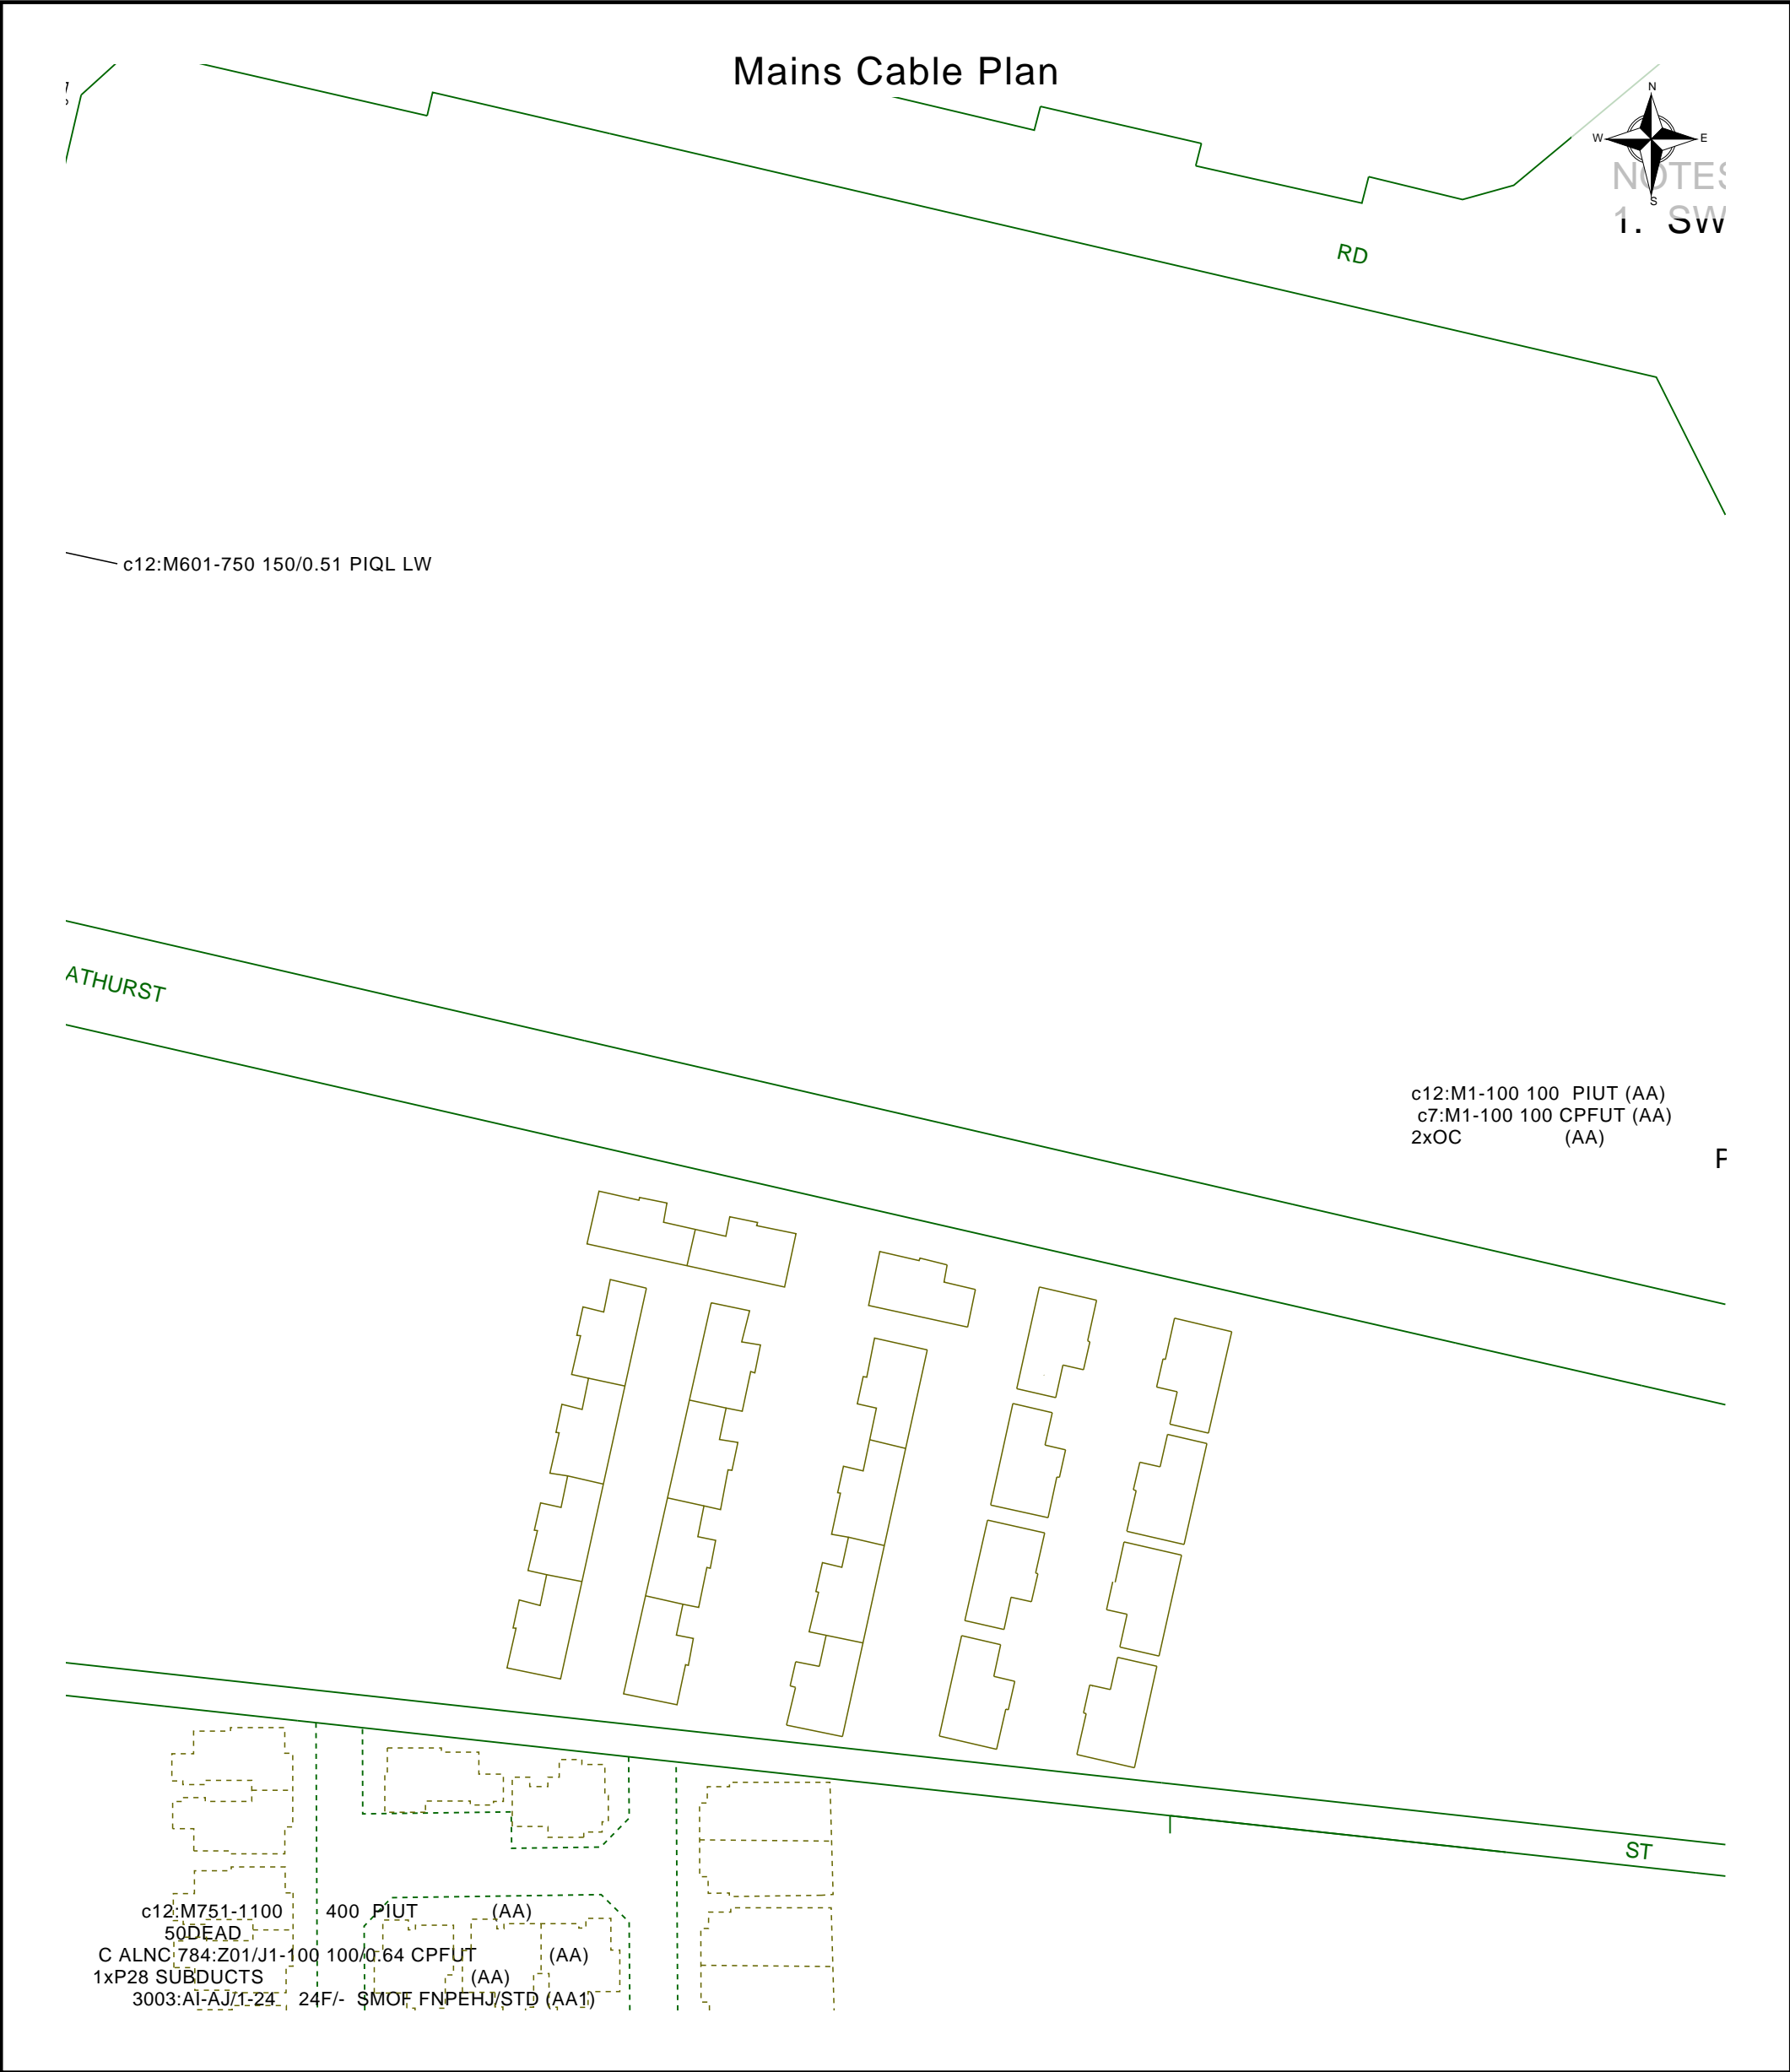 Mains Cable Plan
N
W E
S
NOTES
1. SW
RD
c12:M601-750 150/0.51 PIQL LW
ATHURST
c12:M1-100 100 PIUT (AA)
c7:M1-100 100 CPFUT (AA)
2xOC (AA)
ST
c12:M751-1100 400 PIUT (AA)
50DEAD
C ALNC 784:Z01/J1-100 100/0.64 CPFUT (AA)
1xP28 SUBDUCTS (AA)
3003:AI-AJ/1-24 24F/- SMOF FNPEHJ/STD (AA1)